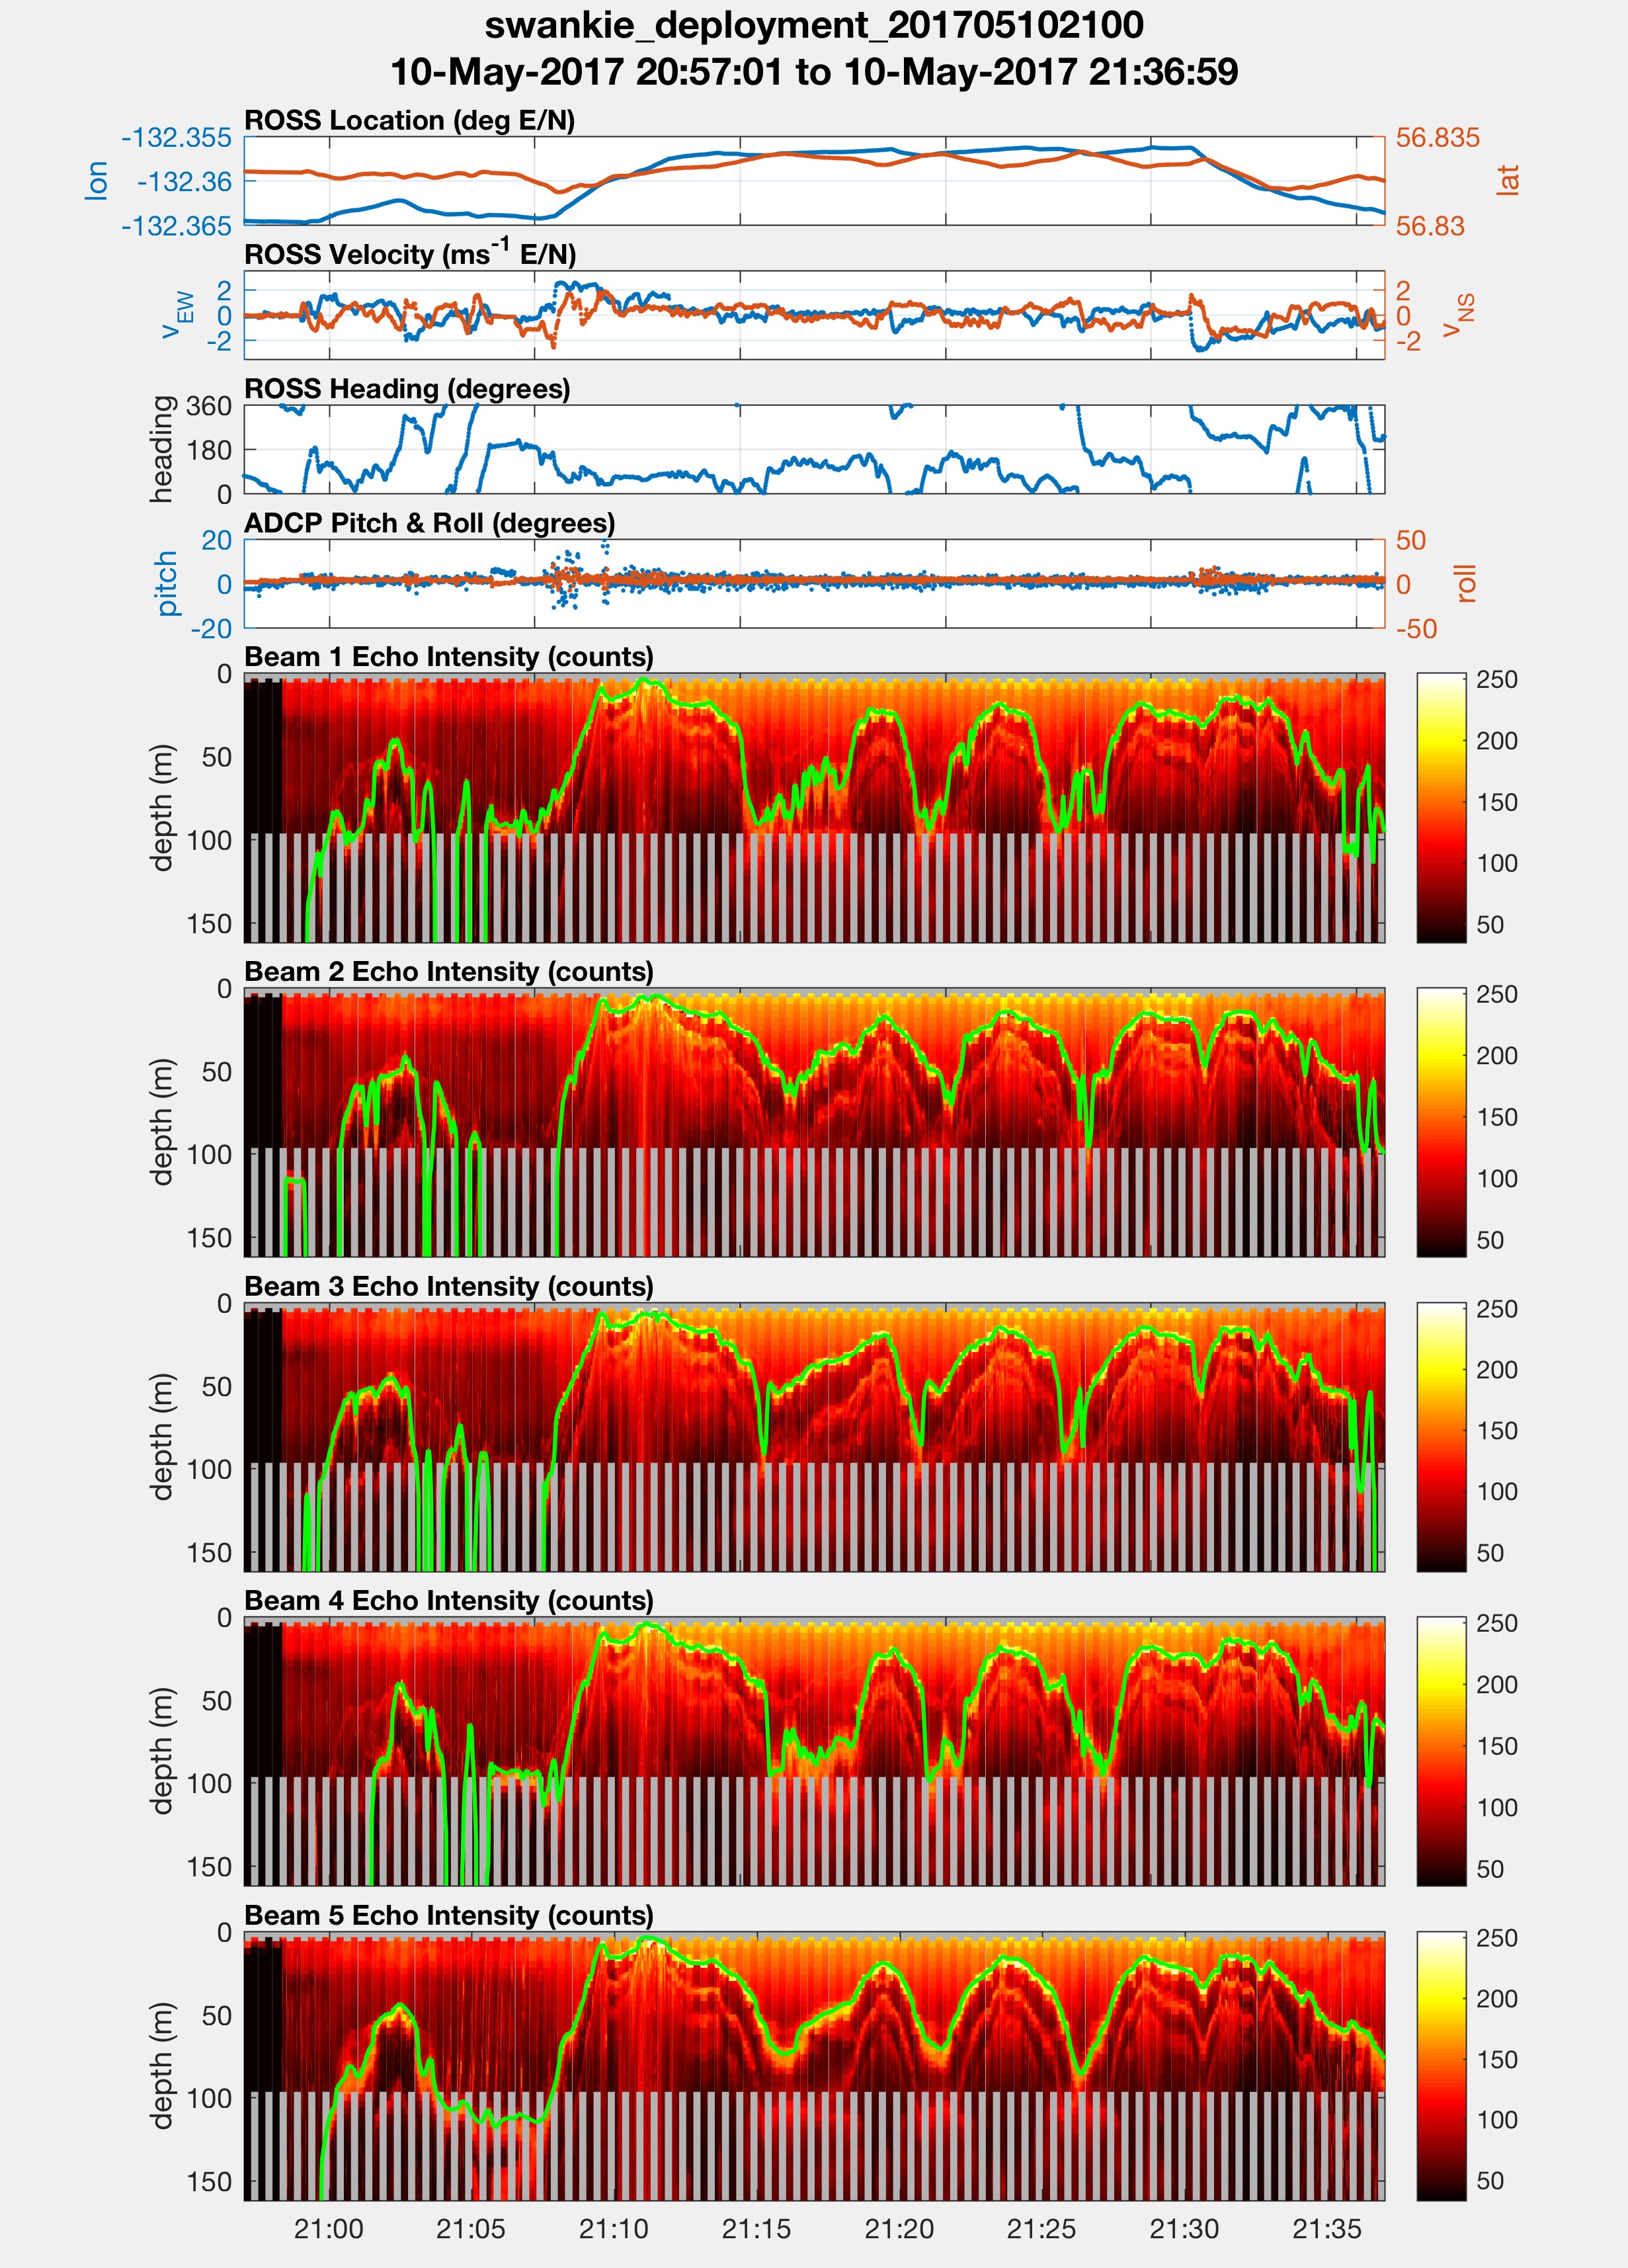 swankie_deployment_201705102100
10-May-2017 20:57:01 to 10-May-2017 21:36:59
ROSS Location (deg E/N)
-132.355
-132.36
-132.365
lon
56.835
56.83
lat
ROSS Velocity (ms-1 E/N)
2
0
-2
vEW
2
0
-2
vNS
ROSS Heading (degrees)
360
180
0
heading
ADCP Pitch & Roll (degrees)
20
0
-20
pitch
50
0
-50
roll
Beam 1 Echo Intensity (counts)
0
50
100
150
depth (m)
250
200
150
100
50
Beam 2 Echo Intensity (counts)
0
50
100
150
depth (m)
250
200
150
100
50
Beam 3 Echo Intensity (counts)
0
50
100
150
depth (m)
250
200
150
100
50
Beam 4 Echo Intensity (counts)
0
50
100
150
depth (m)
250
200
150
100
50
Beam 5 Echo Intensity (counts)
0
50
100
150
depth (m)
250
200
150
100
50
21:00 21:05 21:10 21:15 21:20 21:25 21:30 21:35